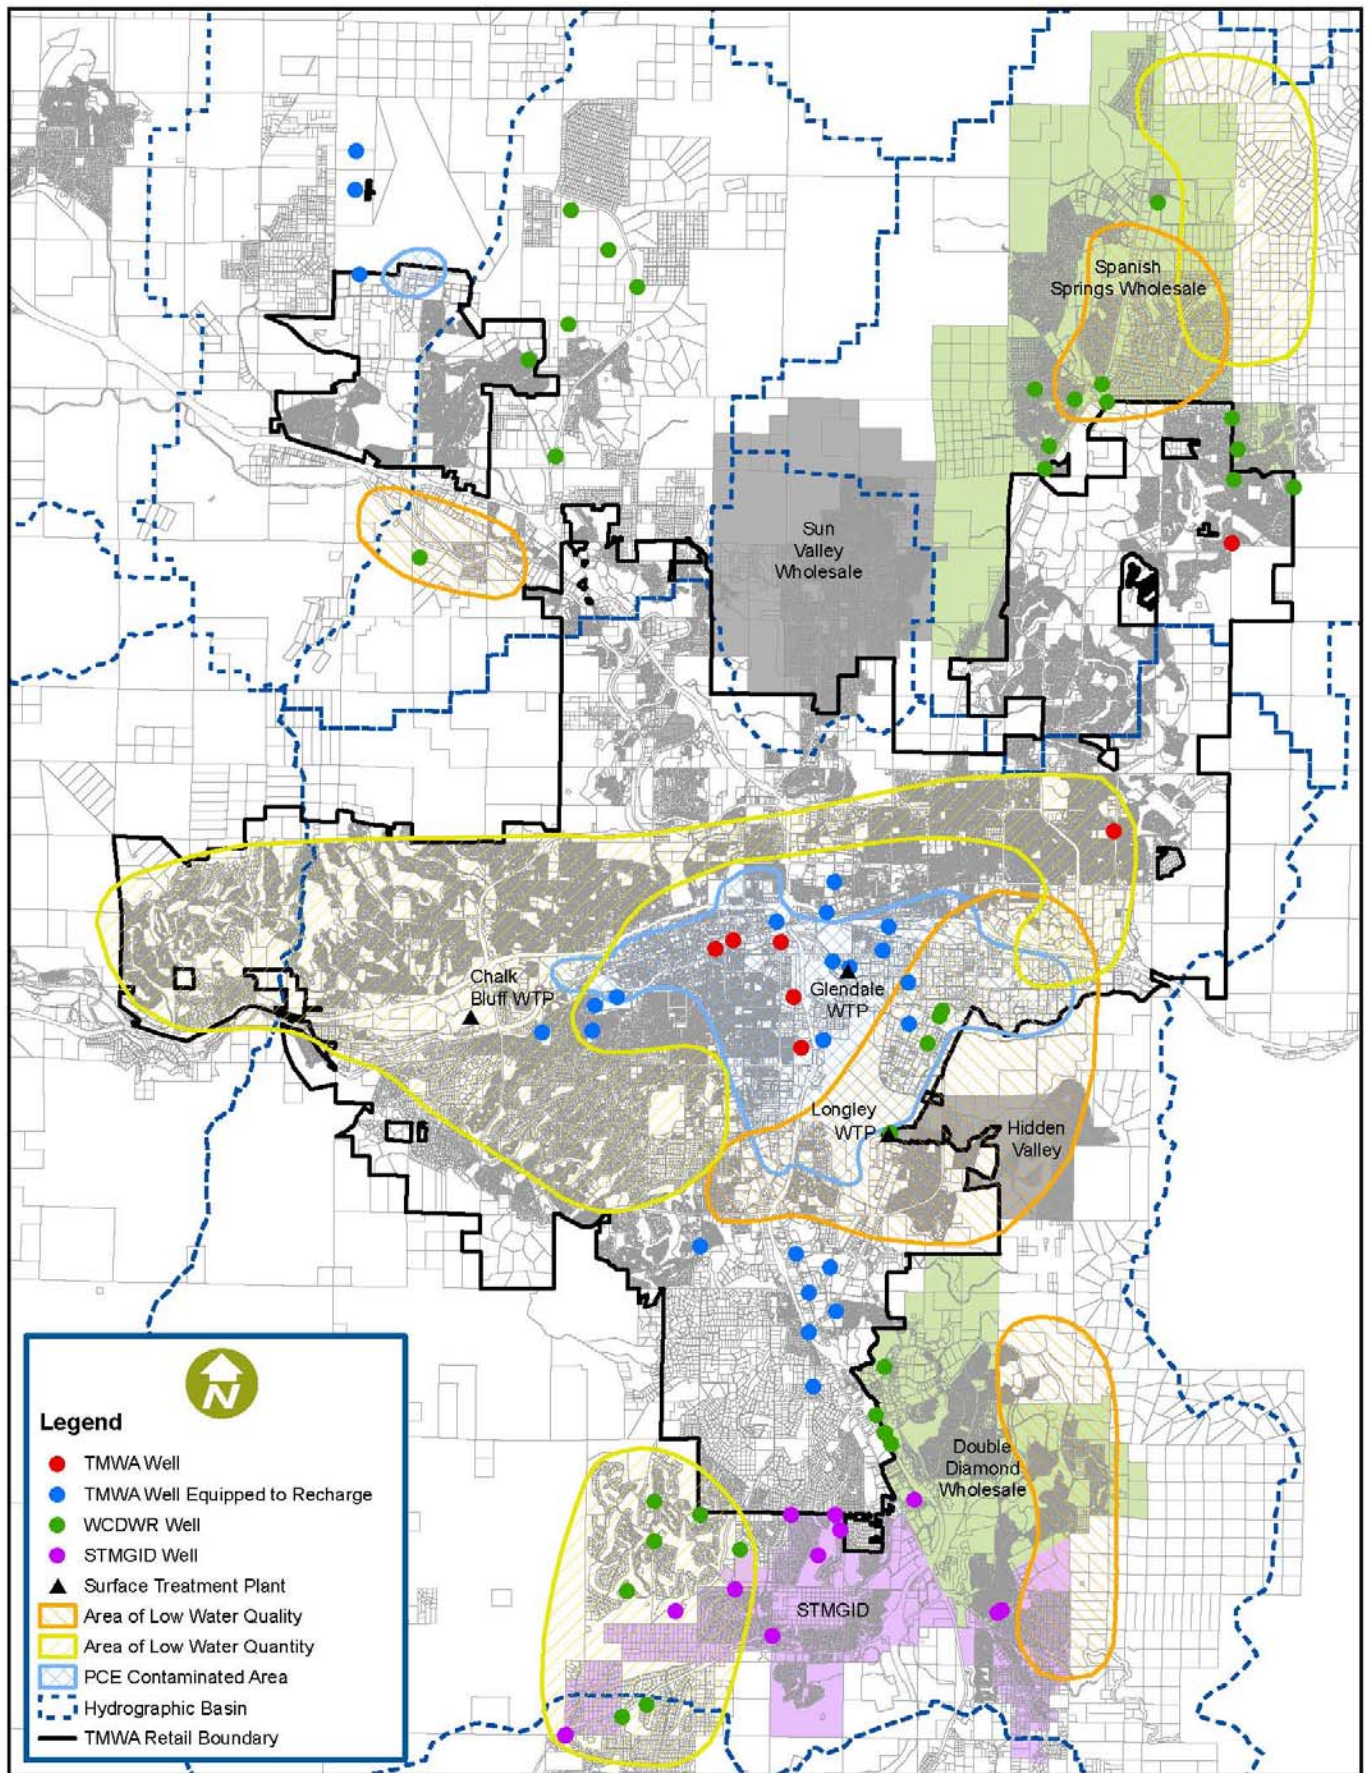 Spanish
Springs Wholesale
Sun
Valley
Wholesale
Chalk
Bluff WTP
Glendale
WTP
Longley
WTP
Hidden
Valley
Double
Diamond
Wholesale
STMGID
N
Legend
TMWA Well
TMWA Well Equipped to Recharge
WCDWR Well
STMGID Well
Surface Treatment Plant
Area of Low Water Quality
Area of Low Water Quantity
PCE Contaminated Area
Hydrographic Basin
TMWA Retail Boundary